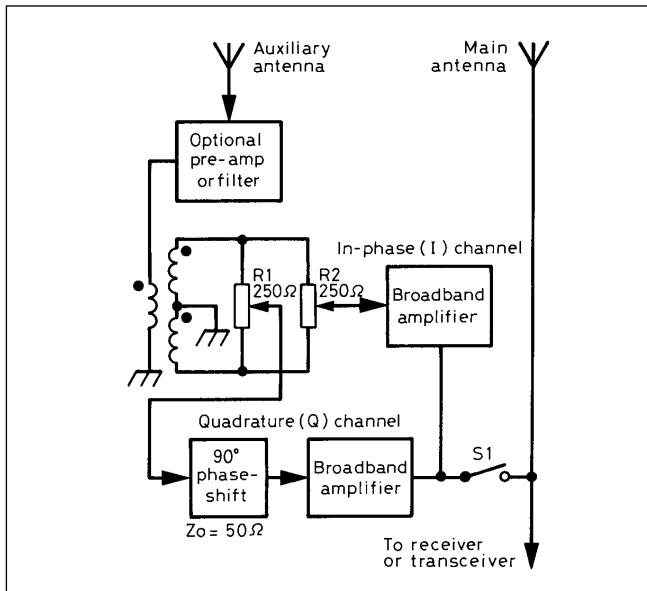 Auxiliary
antenna
Main
antenna
Optional
pre-amp
or filter
In-phase (I) channel
R1
250Ω
R2
250Ω
Broadband
amplifier
Quadrature (Q) channel
90°
phase-
shift
Broadband
amplifier
S1
Zo = 50Ω
To receiver
or transceiver